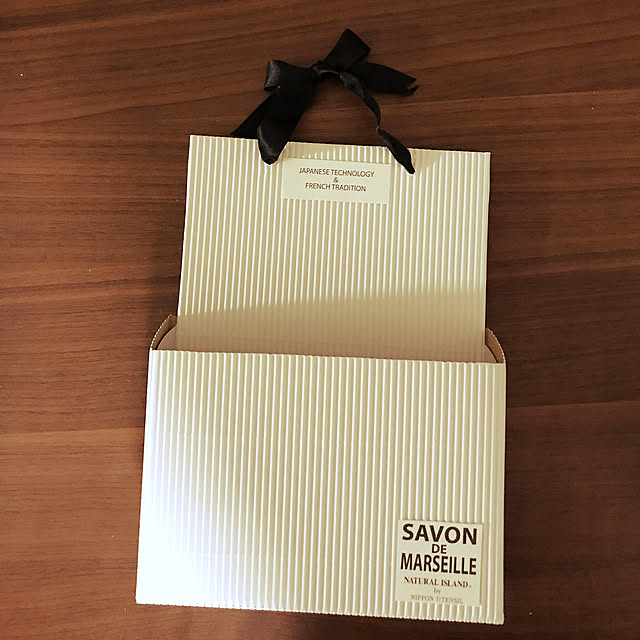 JAPANESE TECHNOLOGY
&
FRENCH TRADITION
SAVON
DE
MARSEILLE
NATURAL ISLAND®
by
NIPPON UTENSIL